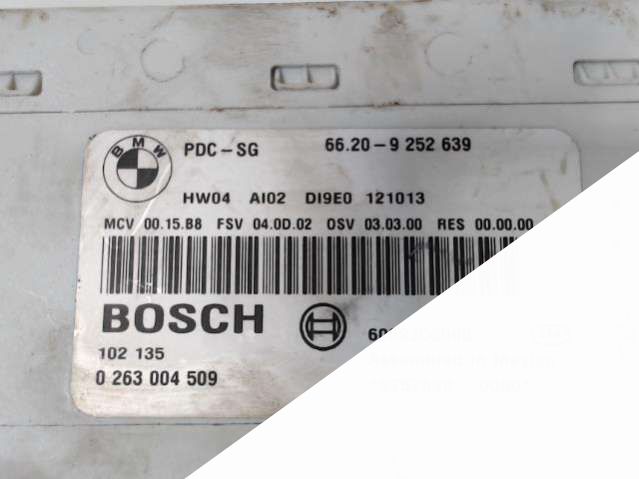 BMW
PDC-SG 66.20-9 252 639
HW04 AI02 DI9E0 121013
MCV 00.15.B8 FSV 04.0D.02 OSV 03.03.00 RES 00.00.00
BOSCH
102 135
0 263 004 509